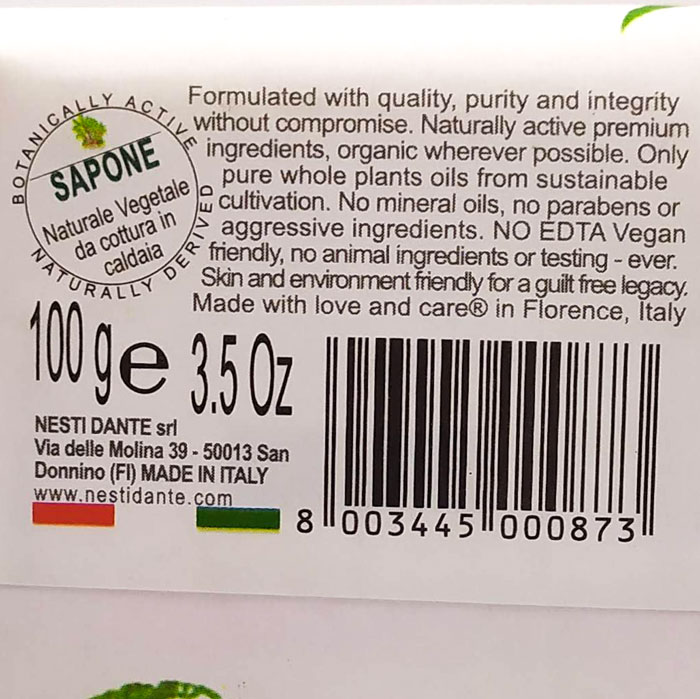 BOTANICALLY ACTIVE
SAPONE
Naturale Vegetale
da cottura in
caldaia
NATURALLY DERIVED
Formulated with quality, purity and integrity
without compromise. Naturally active premium
ingredients, organic wherever possible. Only
pure whole plants oils from sustainable
cultivation. No mineral oils, no parabens or
aggressive ingredients. NO EDTA Vegan
friendly, no animal ingredients or testing - ever.
Skin and environment friendly for a guilt free legacy.
Made with love and care® in Florence, Italy
100 g e 3.5 Oz
NESTI DANTE srl
Via delle Molina 39 - 50013 San
Donnino (FI) MADE IN ITALY
www.nestidante.com
8 003445 000873